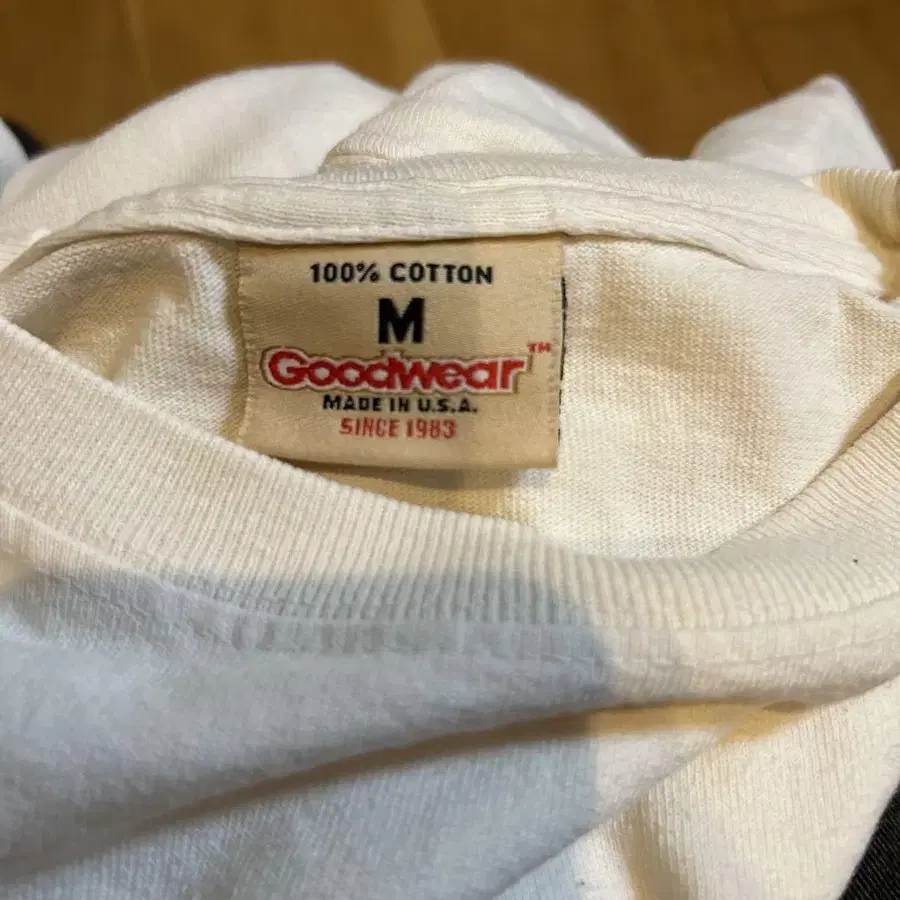 100% COTTON
M
Goodwear™
MADE IN U.S.A.
SINCE 1983